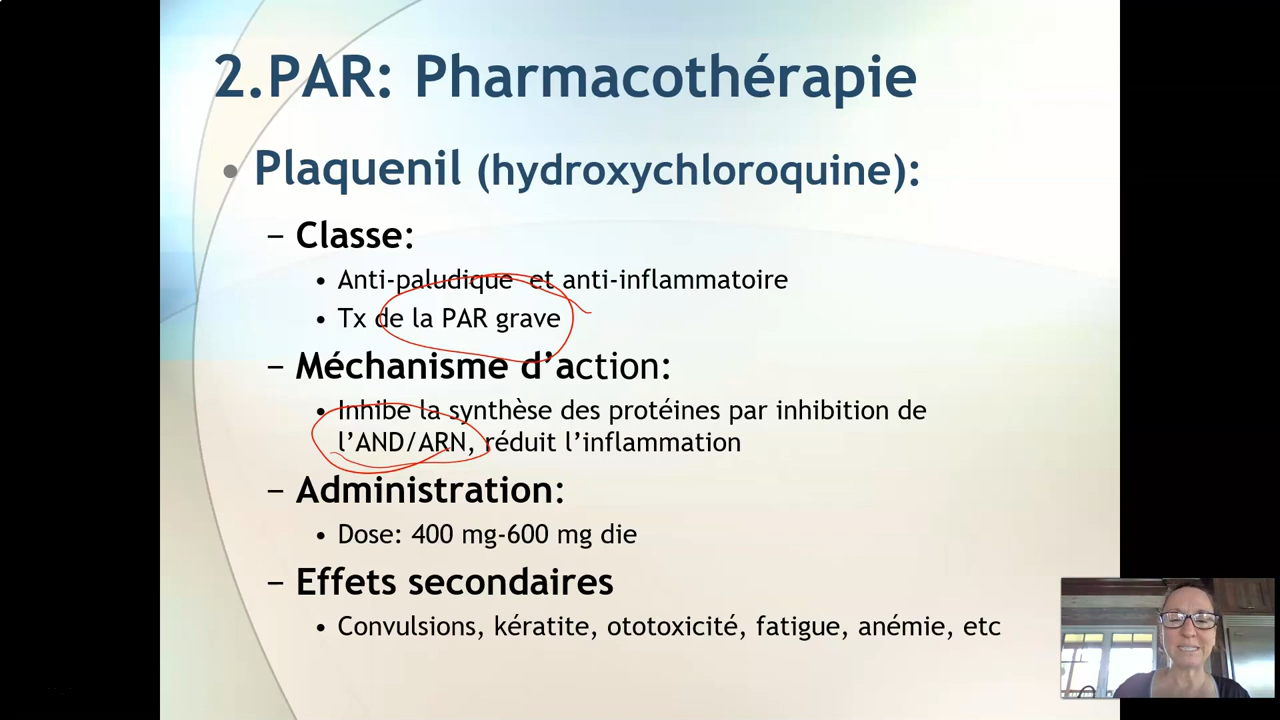 2.PAR: Pharmacothérapie
• Plaquenil (hydroxychloroquine):
– Classe:
• Anti-paludique et anti-inflammatoire
• Tx de la PAR grave
– Méchanisme d’action:
• Inhibe la synthèse des protéines par inhibition de
l’AND/ARN, réduit l’inflammation
– Administration:
• Dose: 400 mg-600 mg die
– Effets secondaires
• Convulsions, kératite, ototoxicité, fatigue, anémie, etc